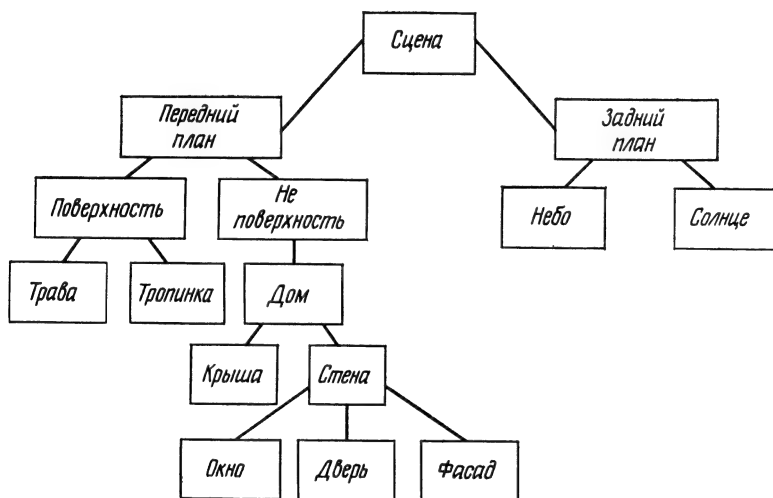 Сцена
Передний
план
Задний
план
Поверхность
Не
поверхность
Небо
Солнце
Трава
Тропинка
Дом
Крыша
Стена
Окно
Дверь
Фасад